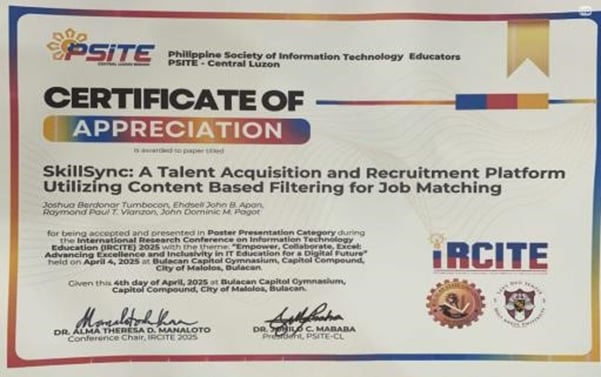 PSiTE
CENTRAL LUZON REGION
Philippine Society of Information Technology Educators
PSITE - Central Luzon
CERTIFICATE OF
APPRECIATION
is awarded to paper titled
SkillSync: A Talent Acquisition and Recruitment Platform
Utilizing Content Based Filtering for Job Matching
Joshua Berdonar Tumbocon, Ehdsell John B. Apan,
Raymond Paul T. Vianzon, John Dominic M. Pagot
for being accepted and presented in Poster Presentation Category during
the International Research Conference on Information Technology
Education (IRCITE) 2025 with the theme: "Empower, Collaborate, Excel:
Advancing Excellence and Inclusivity in IT Education for a Digital Future"
held on April 4, 2025 at Bulacan Capitol Gymnasium, Capitol Compound,
City of Malolos, Bulacan.
Given this 4th day of April, 2025 at Bulacan Capitol Gymnasium,
Capitol Compound, City of Malolos, Bulacan.
iRCITE
DR. ALMA THERESA D. MANALOTO
Conference Chair, IRCITE 2025
DR. C. MABABA
President, PSITE-CL